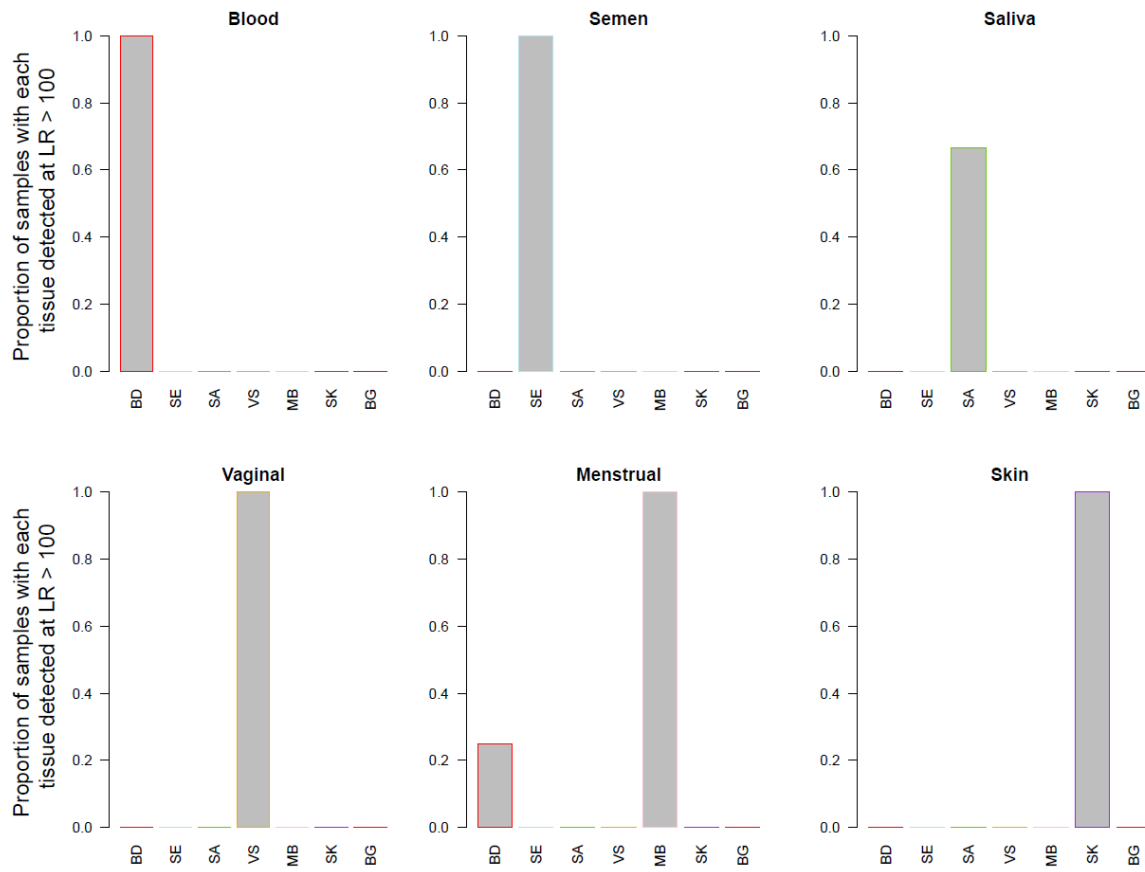 Blood
Semen
Saliva
Proportion of samples with each
tissue detected at LR > 100
1.0
0.8
0.6
0.4
0.2
0.0
BD SE SA VS MB SK BG
1.0
0.8
0.6
0.4
0.2
0.0
BD SE SA VS MB SK BG
1.0
0.8
0.6
0.4
0.2
0.0
BD SE SA VS MB SK BG
Vaginal
Menstrual
Skin
Proportion of samples with each
tissue detected at LR > 100
1.0
0.8
0.6
0.4
0.2
0.0
BD SE SA VS MB SK BG
1.0
0.8
0.6
0.4
0.2
0.0
BD SE SA VS MB SK BG
1.0
0.8
0.6
0.4
0.2
0.0
BD SE SA VS MB SK BG